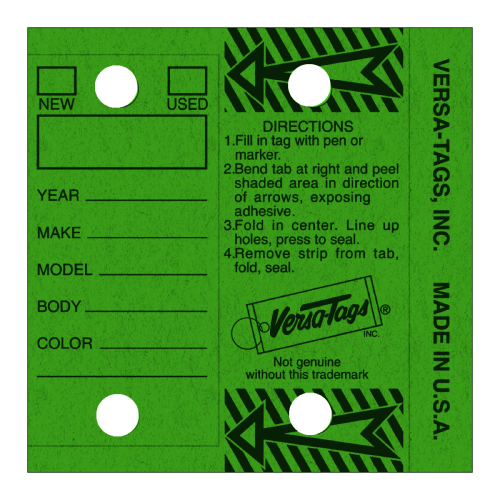 NEW USED
YEAR
MAKE
MODEL
BODY
COLOR
DIRECTIONS
1.Fill in tag with pen or
marker.
2.Bend tab at right and peel
shaded area in direction
of arrows, exposing
adhesive.
3.Fold in center. Line up
holes, press to seal.
4.Remove strip from tab,
fold, seal.
Versa-Tags®
INC.
Not genuine
without this trademark
VERSA-TAGS, INC. MADE IN U.S.A.